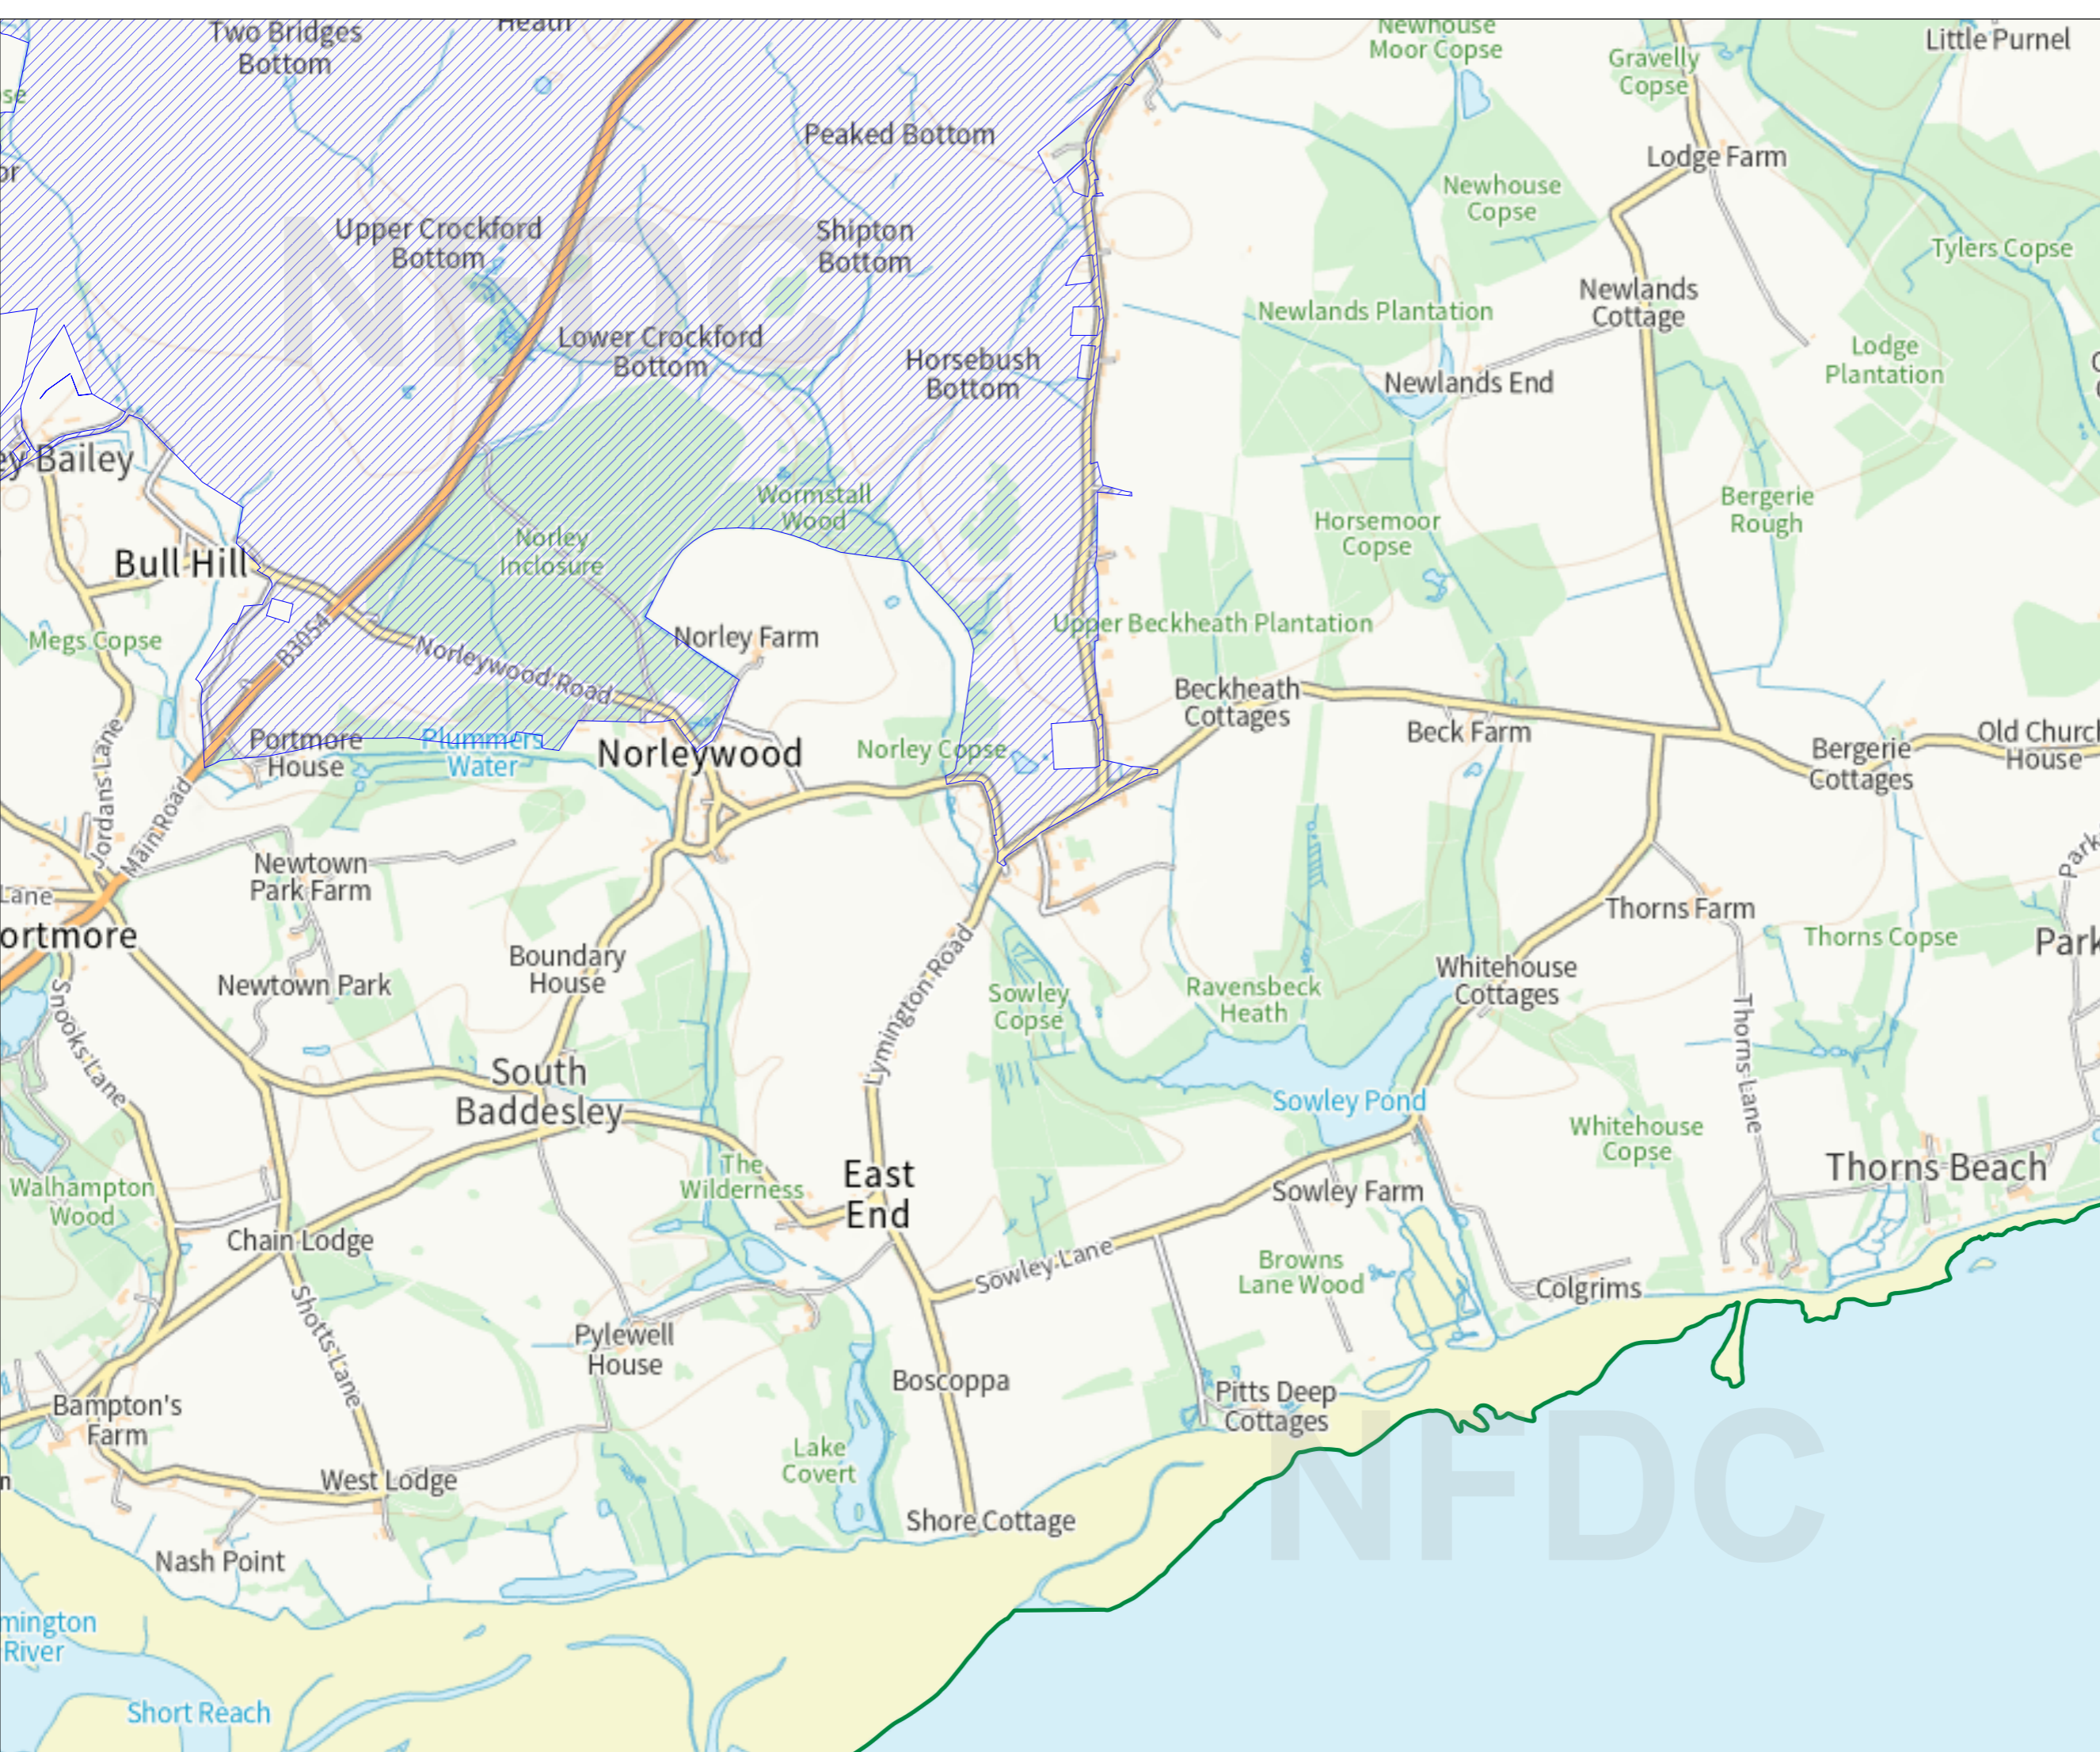 Two Bridges
Bottom
Heath
Newhouse
Moor Copse
Gravelly
Copse
Little Purnel
se
Peaked Bottom
Lodge Farm
or
Newhouse
Copse
Upper Crockford
Bottom
Shipton
Bottom
Tylers Copse
NFDC
Newlands
Cottage
Newlands Plantation
Lower Crockford
Bottom
Horsebush
Bottom
Lodge
Plantation
Newlands End
ey Bailey
Wormstall
Wood
Bergerie
Rough
Norley
Inclosure
Horsemoor
Copse
Bull Hill
B3054
Megs Copse
Norley Farm
Upper Beckheath Plantation
Norleywood Road
Beckheath
Cottages
Beck Farm
Old Church
House
Portmore
House
Plummers
Water
Norleywood
Norley Copse
Bergerie
Cottages
Jordans Lane
Main Road
Newtown
Park Farm
Park
Lane
Thorns Farm
ortmore
Boundary
House
Lymington Road
Thorns Copse
Park
Newtown Park
Sowley
Copse
Ravensbeck
Heath
Whitehouse
Cottages
Snooks Lane
Thorns Lane
South
Baddesley
Sowley Pond
Whitehouse
Copse
The
Wilderness
East
End
Sowley Farm
Thorns Beach
Walhampton
Wood
Chain Lodge
Sowley Lane
Browns
Lane Wood
Colgrims
Shotts Lane
Pylewell
House
Boscoppa
Pitts Deep
Cottages
Bampton's
Farm
NFDC
Lake
Covert
n
West Lodge
Shore Cottage
Nash Point
mington
River
Short Reach